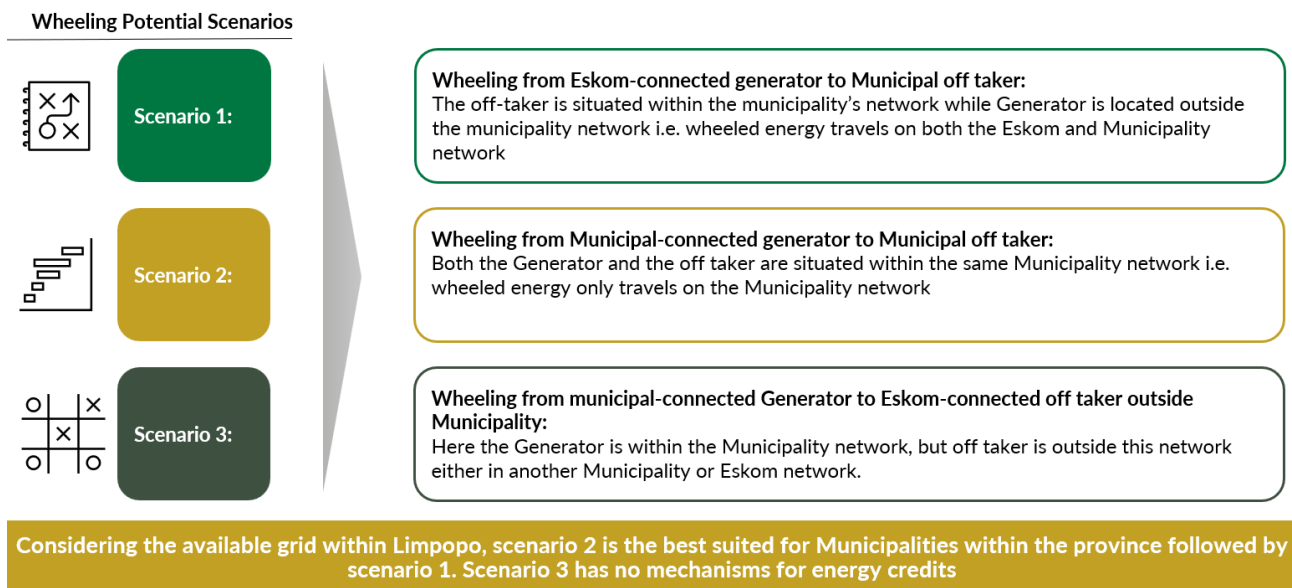 Wheeling Potential Scenarios
Scenario 1:
Wheeling from Eskom-connected generator to Municipal off taker:
The off-taker is situated within the municipality’s network while Generator is located outside
the municipality network i.e. wheeled energy travels on both the Eskom and Municipality
network
Scenario 2:
Wheeling from Municipal-connected generator to Municipal off taker:
Both the Generator and the off taker are situated within the same Municipality network i.e.
wheeled energy only travels on the Municipality network
Scenario 3:
Wheeling from municipal-connected Generator to Eskom-connected off taker outside
Municipality:
Here the Generator is within the Municipality network, but off taker is outside this network
either in another Municipality or Eskom network.
Considering the available grid within Limpopo, scenario 2 is the best suited for Municipalities within the province followed by
scenario 1. Scenario 3 has no mechanisms for energy credits